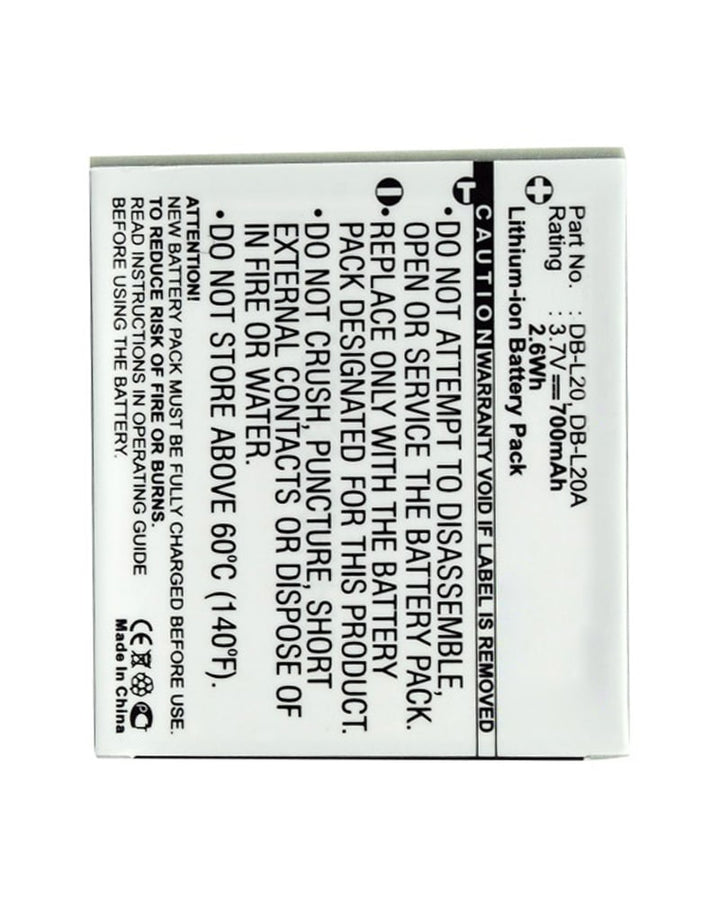 Part No. : DB-L20, DB-L20A
Rating : 3.7V⎓700mAh
2.6Wh
Lithium-ion Battery Pack
CAUTION WARRANTY VOID IF LABEL IS REMOVED
• DO NOT ATTEMPT TO DISASSEMBLE,
OPEN OR SERVICE THE BATTERY PACK.
• REPLACE ONLY WITH THE BATTERY
PACK DESIGNATED FOR THIS PRODUCT.
• DO NOT CRUSH, PUNCTURE, SHORT
EXTERNAL CONTACTS OR DISPOSE OF
IN FIRE OR WATER.
• DO NOT STORE ABOVE 60°C (140°F).
ATTENTION!
NEW BATTERY PACK MUST BE FULLY CHARGED BEFORE USE.
TO REDUCE RISK OF FIRE OR BURNS.
READ INSTRUCTIONS IN OPERATING GUIDE
BEFORE USING THE BATTERY.
CE
Made In China